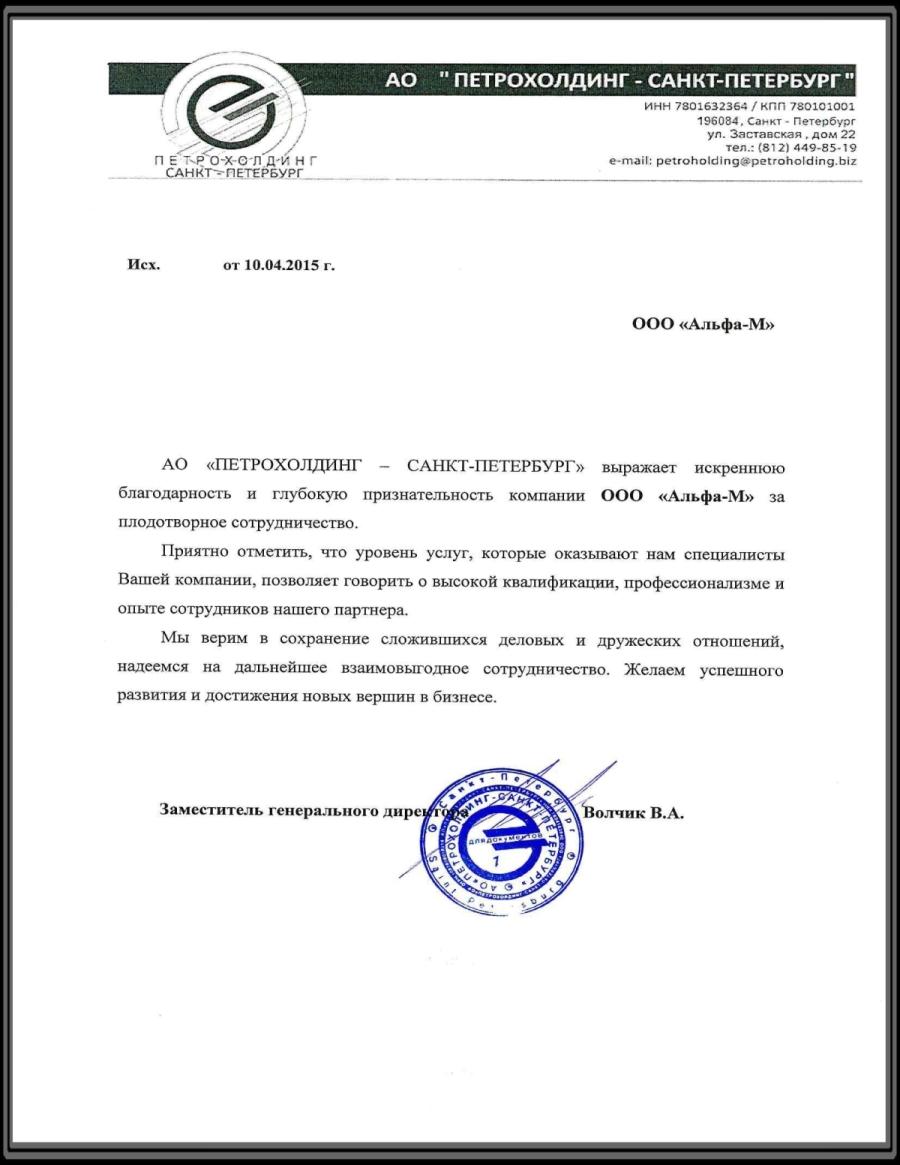 АО "ПЕТРОХОЛДИНГ - САНКТ-ПЕТЕРБУРГ"
ИНН 7801632364 / КПП 780101001
196084, Санкт - Петербург
ул. Заставская , дом 22
тел.: (812) 449-85-19
e-mail: petroholding@petroholding.biz
ПЕТРОХОЛДИНГ
САНКТ - ПЕТЕРБУРГ
Исх. от 10.04.2015 г.
ООО «Альфа-М»
АО «ПЕТРОХОЛДИНГ – САНКТ-ПЕТЕРБУРГ» выражает искреннюю
благодарность и глубокую признательность компании ООО «Альфа-М» за
плодотворное сотрудничество.
Приятно отметить, что уровень услуг, которые оказывают нам специалисты
Вашей компании, позволяет говорить о высокой квалификации, профессионализме и
опыте сотрудников нашего партнера.
Мы верим в сохранение сложившихся деловых и дружеских отношений,
надеемся на дальнейшее взаимовыгодное сотрудничество. Желаем успешного
развития и достижения новых вершин в бизнесе.
Заместитель генерального директора Волчик В.А.
Санкт-Петербург
АО «ПЕТРОХОЛДИНГ-САНКТ-ПЕТЕРБУРГ»
для документов
1